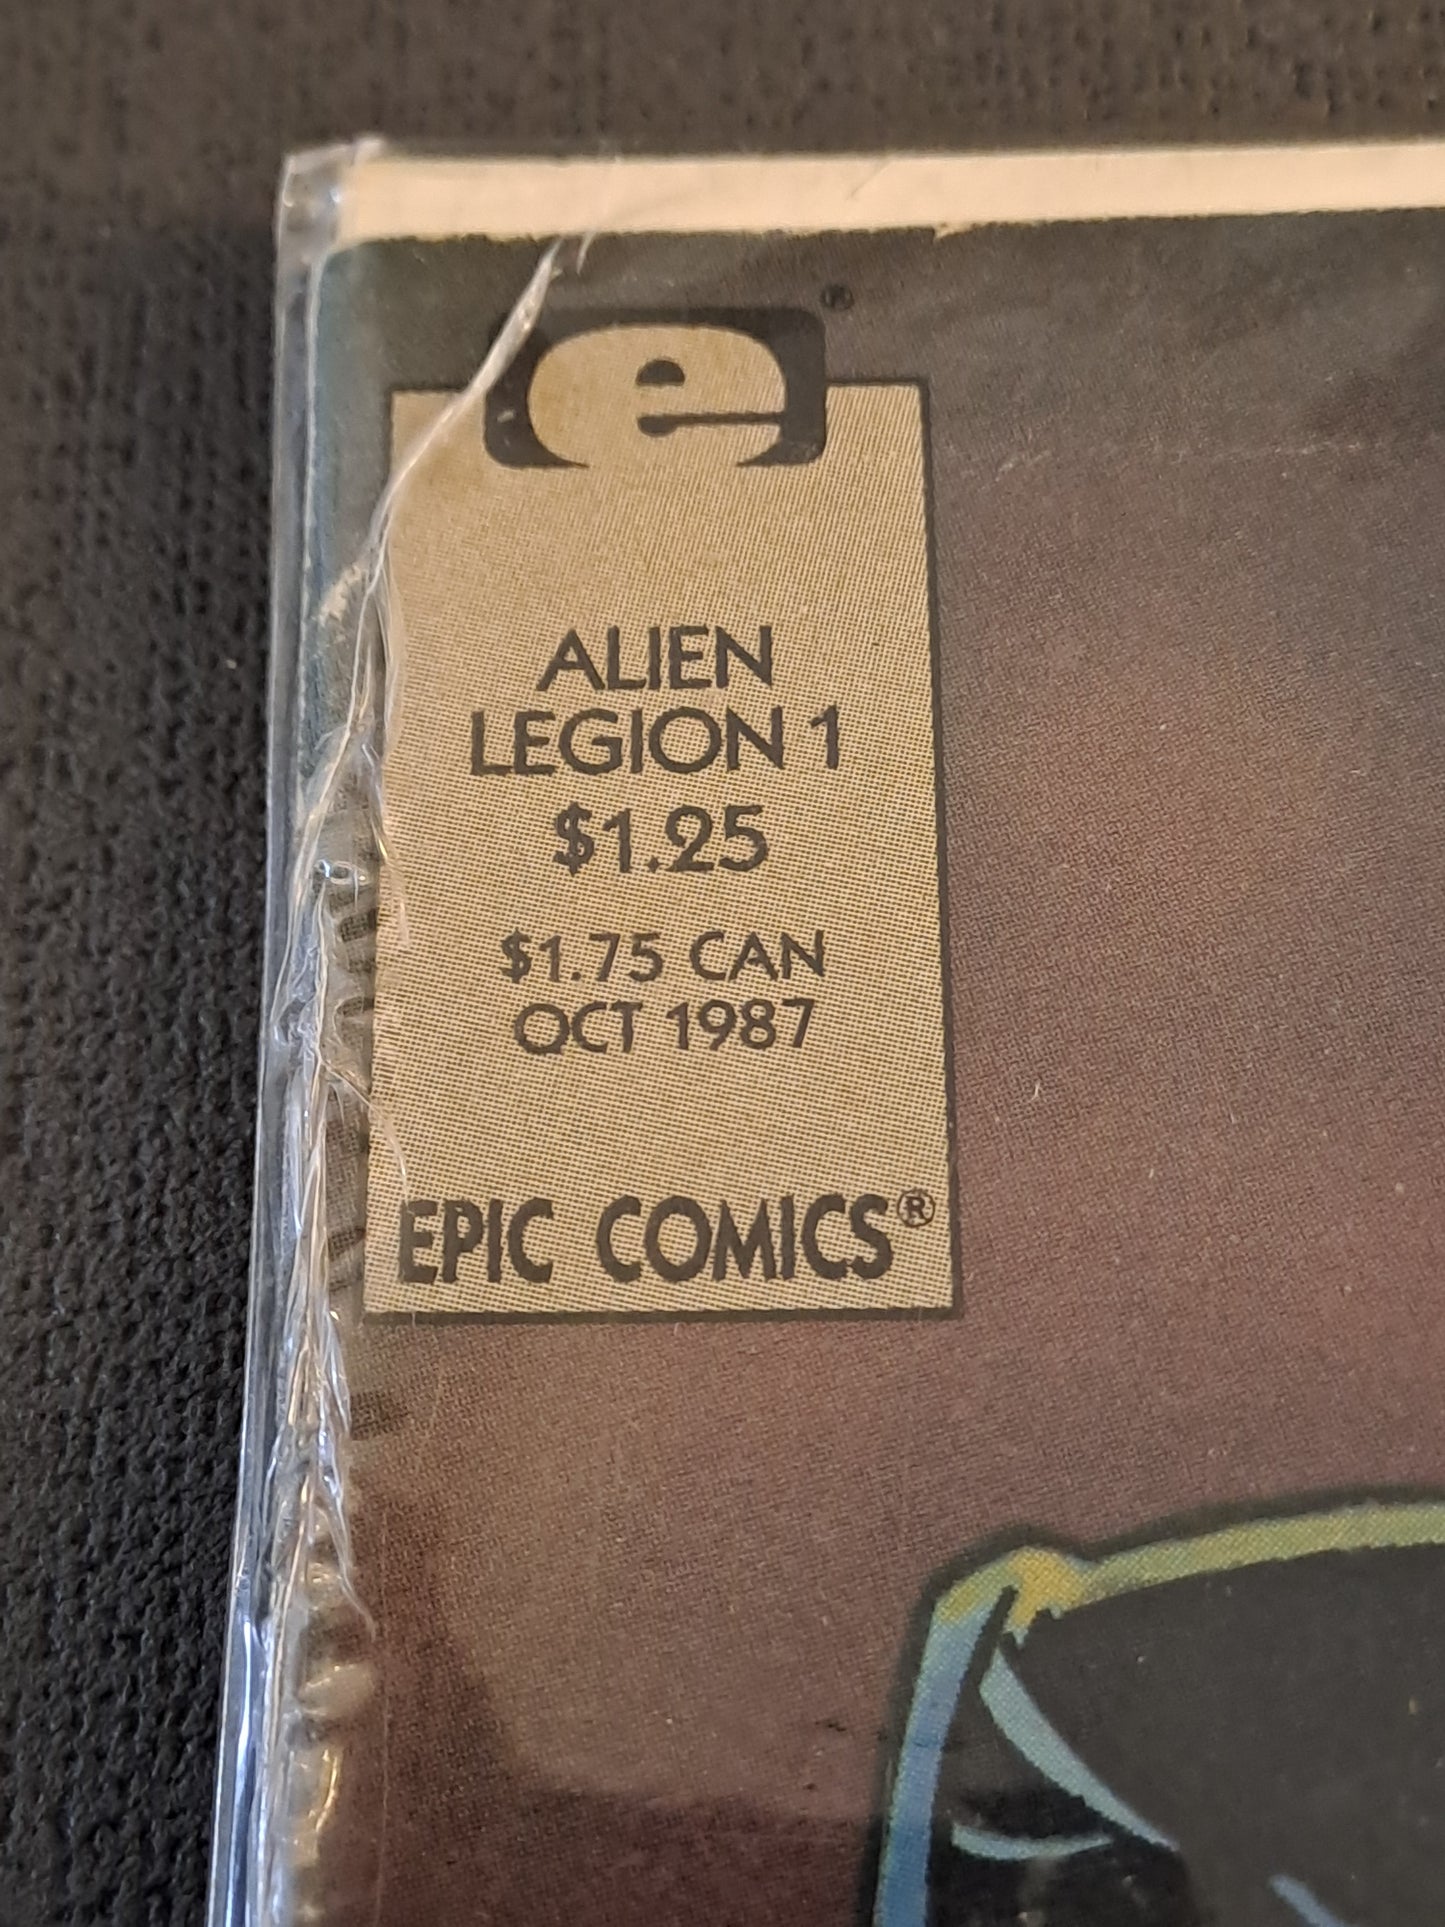 e®
ALIEN
LEGION 1
$1.25
$1.75 CAN
OCT 1987
EPIC COMICS®